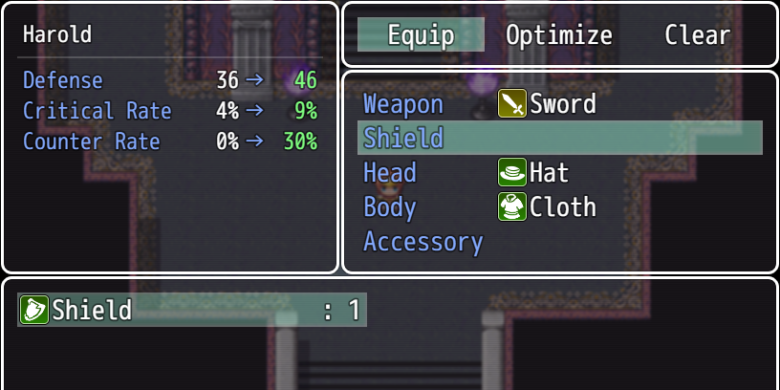 Harold
Defense 36 → 46
Critical Rate 4% → 9%
Counter Rate 0% → 30%
Equip Optimize Clear
Weapon Sword
Shield
Head Hat
Body Cloth
Accessory
Shield : 1